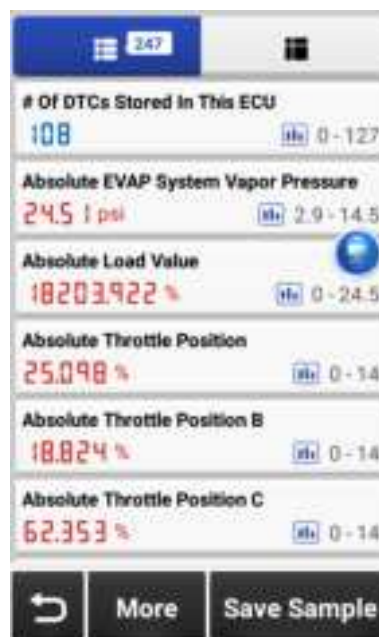 247
# Of DTCs Stored In This ECU
108 0 - 127
Absolute EVAP System Vapor Pressure
24.51 psi 2.9 - 14.5
Absolute Load Value
18203.922 % 0 - 24.5
Absolute Throttle Position
25.098 % 0 - 14
Absolute Throttle Position B
18.824 % 0 - 14
Absolute Throttle Position C
62.353 % 0 - 14
More Save Sample